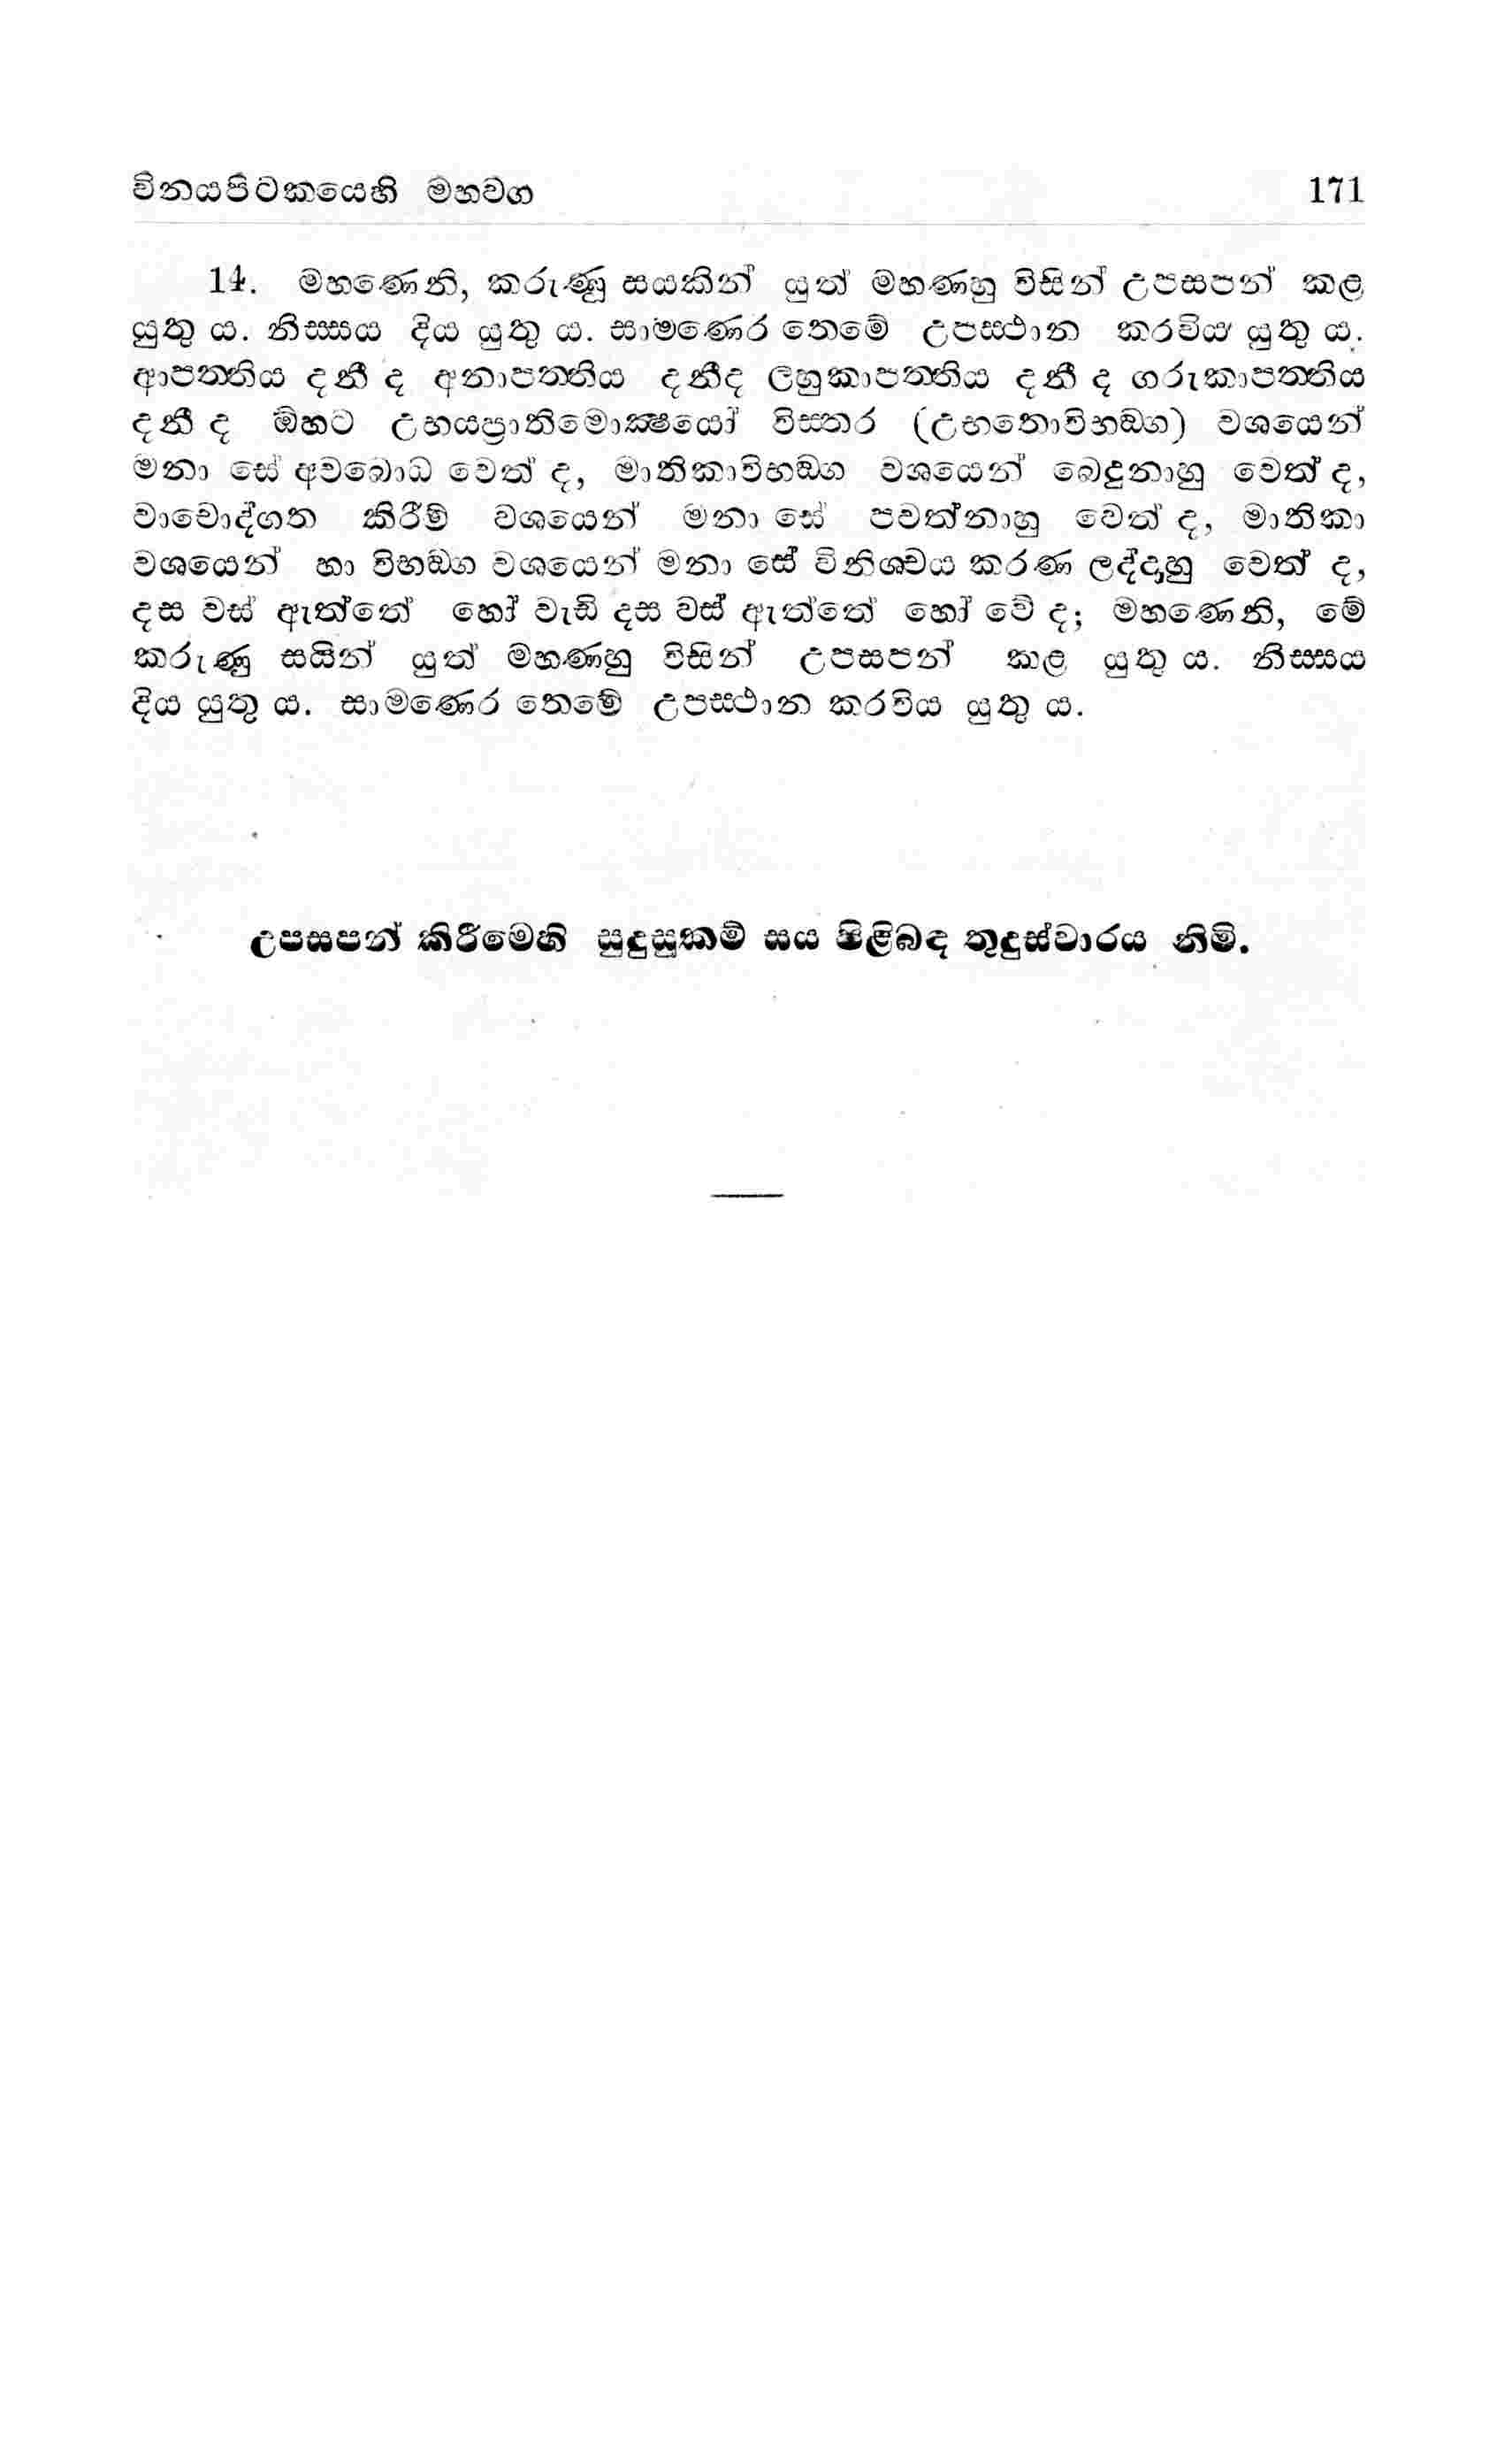 විනයපිටකයෙහි මහවග 171
14. මහණෙනි, කරුණු සයකින් යුත් මහණහු විසින් උපසපන් කළ
යුතු ය. නිස්සය දිය යුතු ය. සාමණෙර තෙමේ උපස්ථාන කරවිය යුතු ය.
ආපත්තිය දනී ද අනාපත්තිය දනීද ලහුකාපත්තිය දනී ද ගරුකාපත්තිය
දනී ද ඕහට උභයප්‍රාතිමොක්ෂයෝ විස්තර (උභතොවිභඞ්ග) වශයෙන්
මනා සේ අවබොධ වෙත් ද, මාතිකාවිභඞ්ග වශයෙන් බෙදුනාහු වෙත් ද,
වාචොද්ගත කිරීම් වශයෙන් මනා සේ පවත්නාහු වෙත් ද, මාතිකා
වශයෙන් හා විභඞ්ග වශයෙන් මනා සේ විනිශ්චය කරණ ලද්දාහු වෙත් ද,
දස වස් ඇත්තේ හෝ වැඩි දස වස් ඇත්තේ හෝ වේ ද; මහණෙනි, මේ
කරුණු සයින් යුත් මහණහු විසින් උපසපන් කළ යුතු ය. නිස්සය
දිය යුතු ය. සාමණෙර තෙමේ උපස්ථාන කරවිය යුතු ය.
උපසපන් කිරීමෙහි සුදුසුකම් සය පිළිබඳ තුදුස්වාරය නිමි.